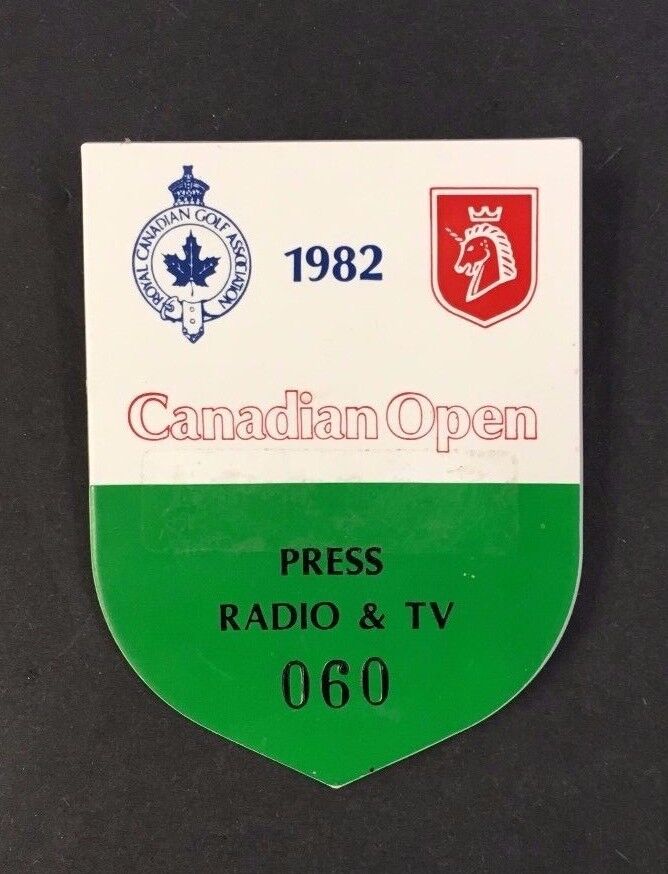 ROYAL CANADIAN GOLF ASSOCIATION
1982
Canadian Open
PRESS
RADIO & TV
060